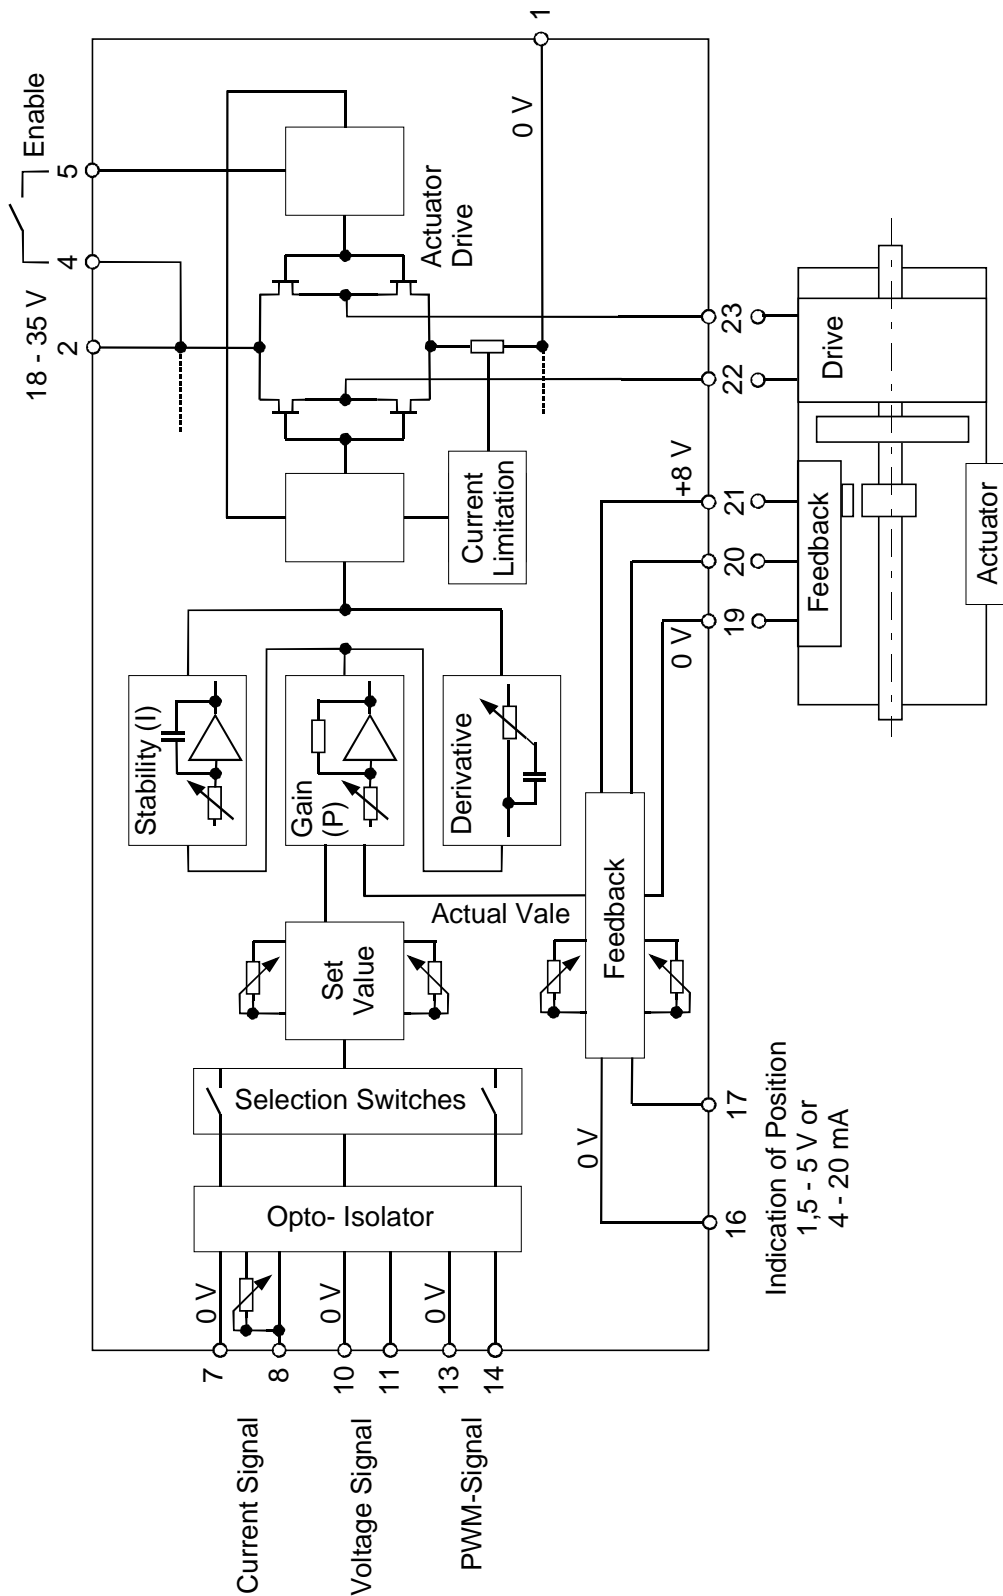 Current Signal
Voltage Signal
PWM-Signal
7
8
10
11
13
14
0 V
0 V
0 V
Opto- Isolator
Selection Switches
Set
Value
Stability (I)
Gain
(P)
Derivative
Actual Vale
Feedback
0 V
16
17
Indication of Position
1,5 - 5 V or
4 - 20 mA
18 - 35 V
2
4
5
Enable
Current
Limitation
Actuator
Drive
0 V
1
0 V
+8 V
19
20
21
22
23
Feedback
Drive
Actuator